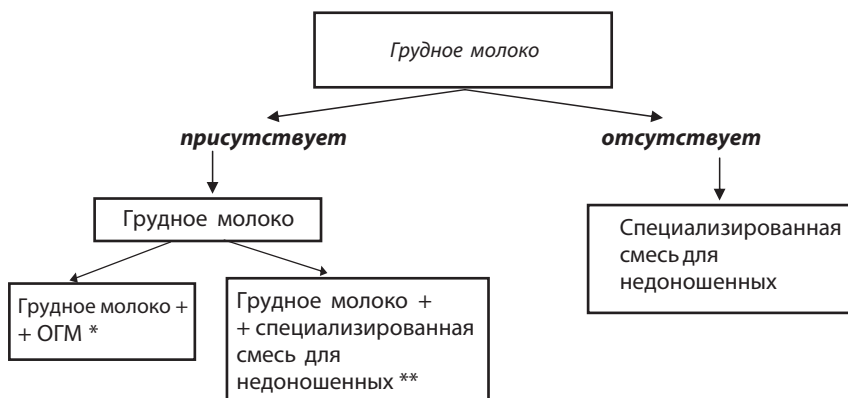 Грудное молоко
присутствует
отсутствует
Грудное молоко
Специализированная
смесь для
недоношенных
Грудное молоко +
+ ОГМ *
Грудное молоко +
+ специализированная
смесь для
недоношенных **